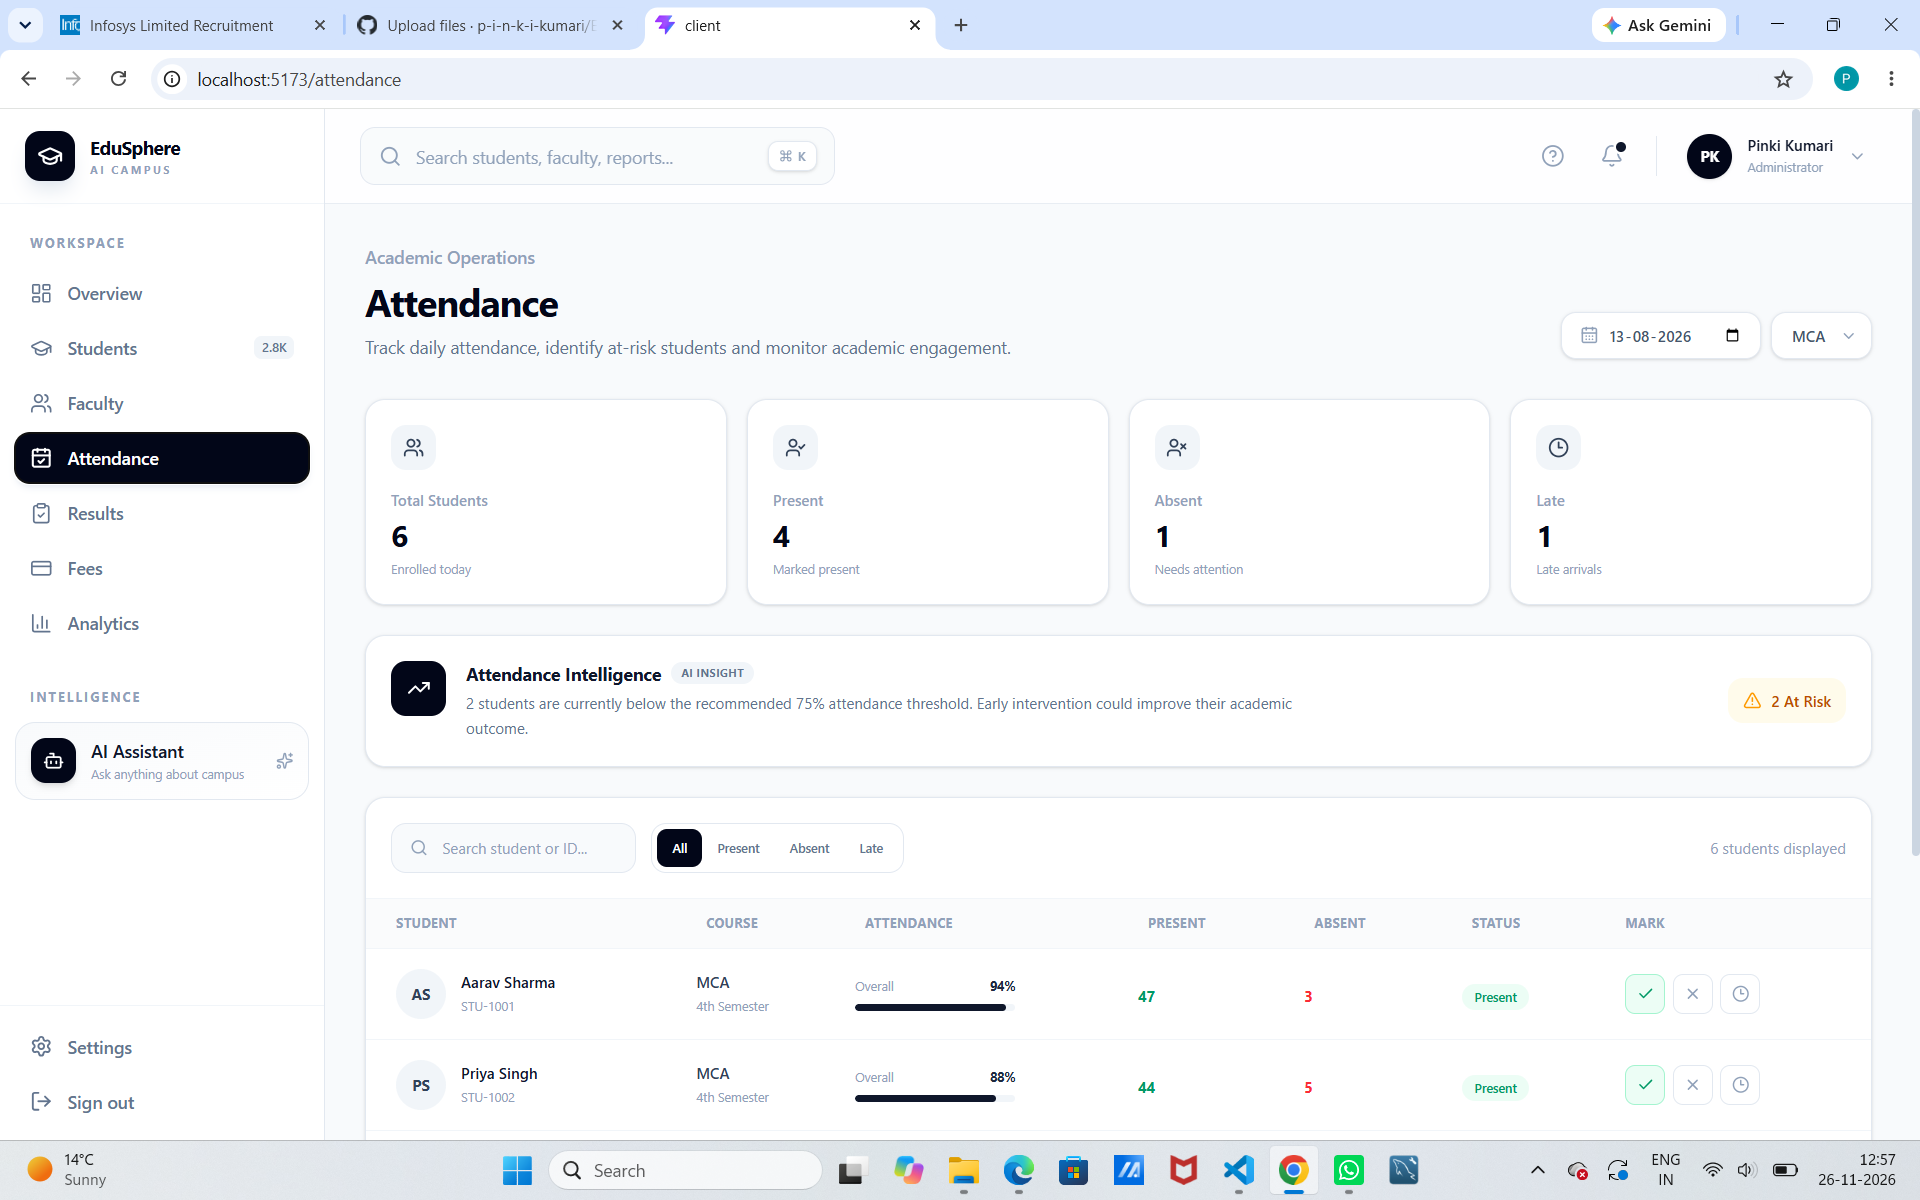 Infosys Limited Recruitment
Upload files · p-i-n-k-i-kumari/
client
Ask Gemini
localhost:5173/attendance
P
EduSphere
AI CAMPUS
Search students, faculty, reports...
⌘ K
PK
Pinki Kumari
Administrator
WORKSPACE
Overview
Students
2.8K
Faculty
Attendance
Results
Fees
Analytics
INTELLIGENCE
AI Assistant
Ask anything about campus
Settings
Sign out
Academic Operations
Attendance
Track daily attendance, identify at-risk students and monitor academic engagement.
13-08-2026
MCA
Total Students
6
Enrolled today
Present
4
Marked present
Absent
1
Needs attention
Late
1
Late arrivals
Attendance Intelligence
AI INSIGHT
2 students are currently below the recommended 75% attendance threshold. Early intervention could improve their academic
outcome.
2 At Risk
Search student or ID...
All Present Absent Late
6 students displayed
STUDENT COURSE ATTENDANCE PRESENT ABSENT STATUS MARK
AS
Aarav Sharma
STU-1001
MCA
4th Semester
Overall 94%
47
3
Present
PS
Priya Singh
STU-1002
MCA
4th Semester
Overall 88%
44
5
Present
14°C
Sunny
Search
ENG
IN
12:57
26-11-2026